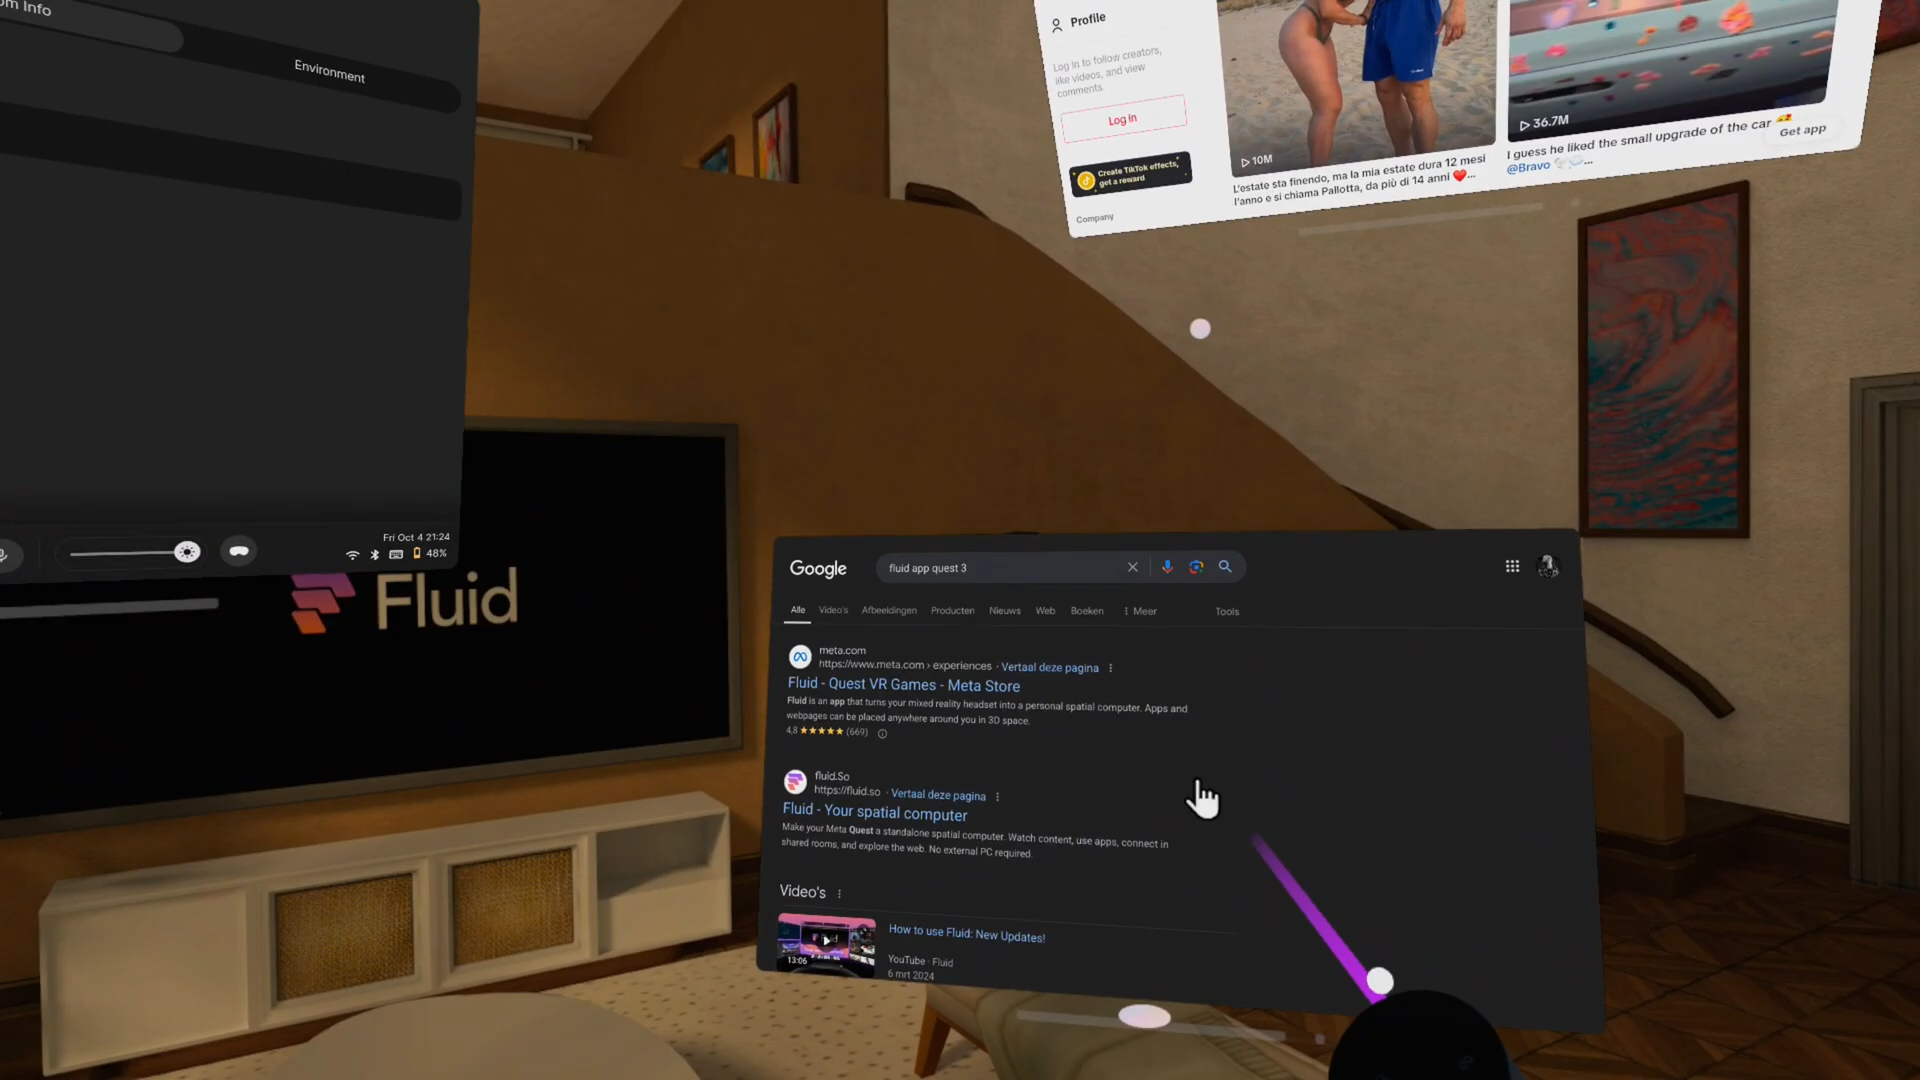 Info
Environment
Fri Oct 4 21:24
48%
Fluid
Profile
Log in to follow creators,
like videos, and view
comments.
Log in
Create TikTok effects,
get a reward
Company
10M
L'estate sta finendo, ma la mia estate dura 12 mesi
l'anno e si chiama Pallotta, da più di 14 anni ❤️...
36.7M
I guess he liked the small upgrade of the car
@Bravo
Get app
Google
fluid app quest 3
Alle
Video's
Afbeeldingen
Producten
Nieuws
Web
Boeken
Meer
Tools
meta.com
https://www.meta.com › experiences · Vertaal deze pagina
Fluid - Quest VR Games - Meta Store
Fluid is an app that turns your mixed reality headset into a personal spatial computer. Apps and
webpages can be placed anywhere around you in 3D space.
4,8 ★★★★★ (669)
fluid.So
https://fluid.so · Vertaal deze pagina
Fluid - Your spatial computer
Make your Meta Quest a standalone spatial computer. Watch content, use apps, connect in
shared rooms, and explore the web. No external PC required.
Video's
13:06
How to use Fluid: New Updates!
YouTube · Fluid
6 mrt 2024